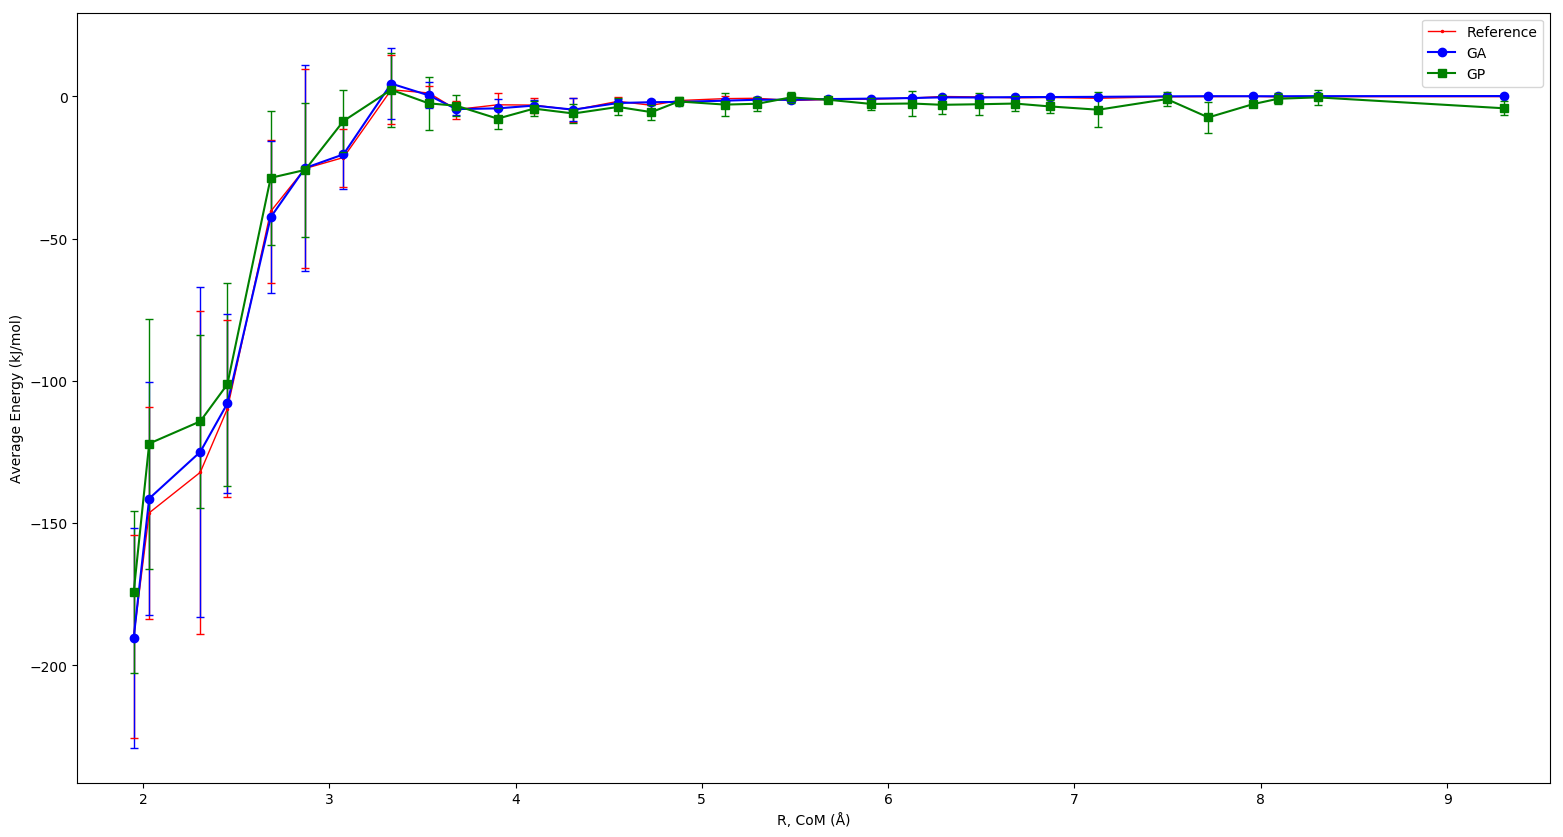 Reference
GA
GP
0
−50
−100
−150
−200
Average Energy (kJ/mol)
2 3 4 5 6 7 8 9
R, CoM (Å)